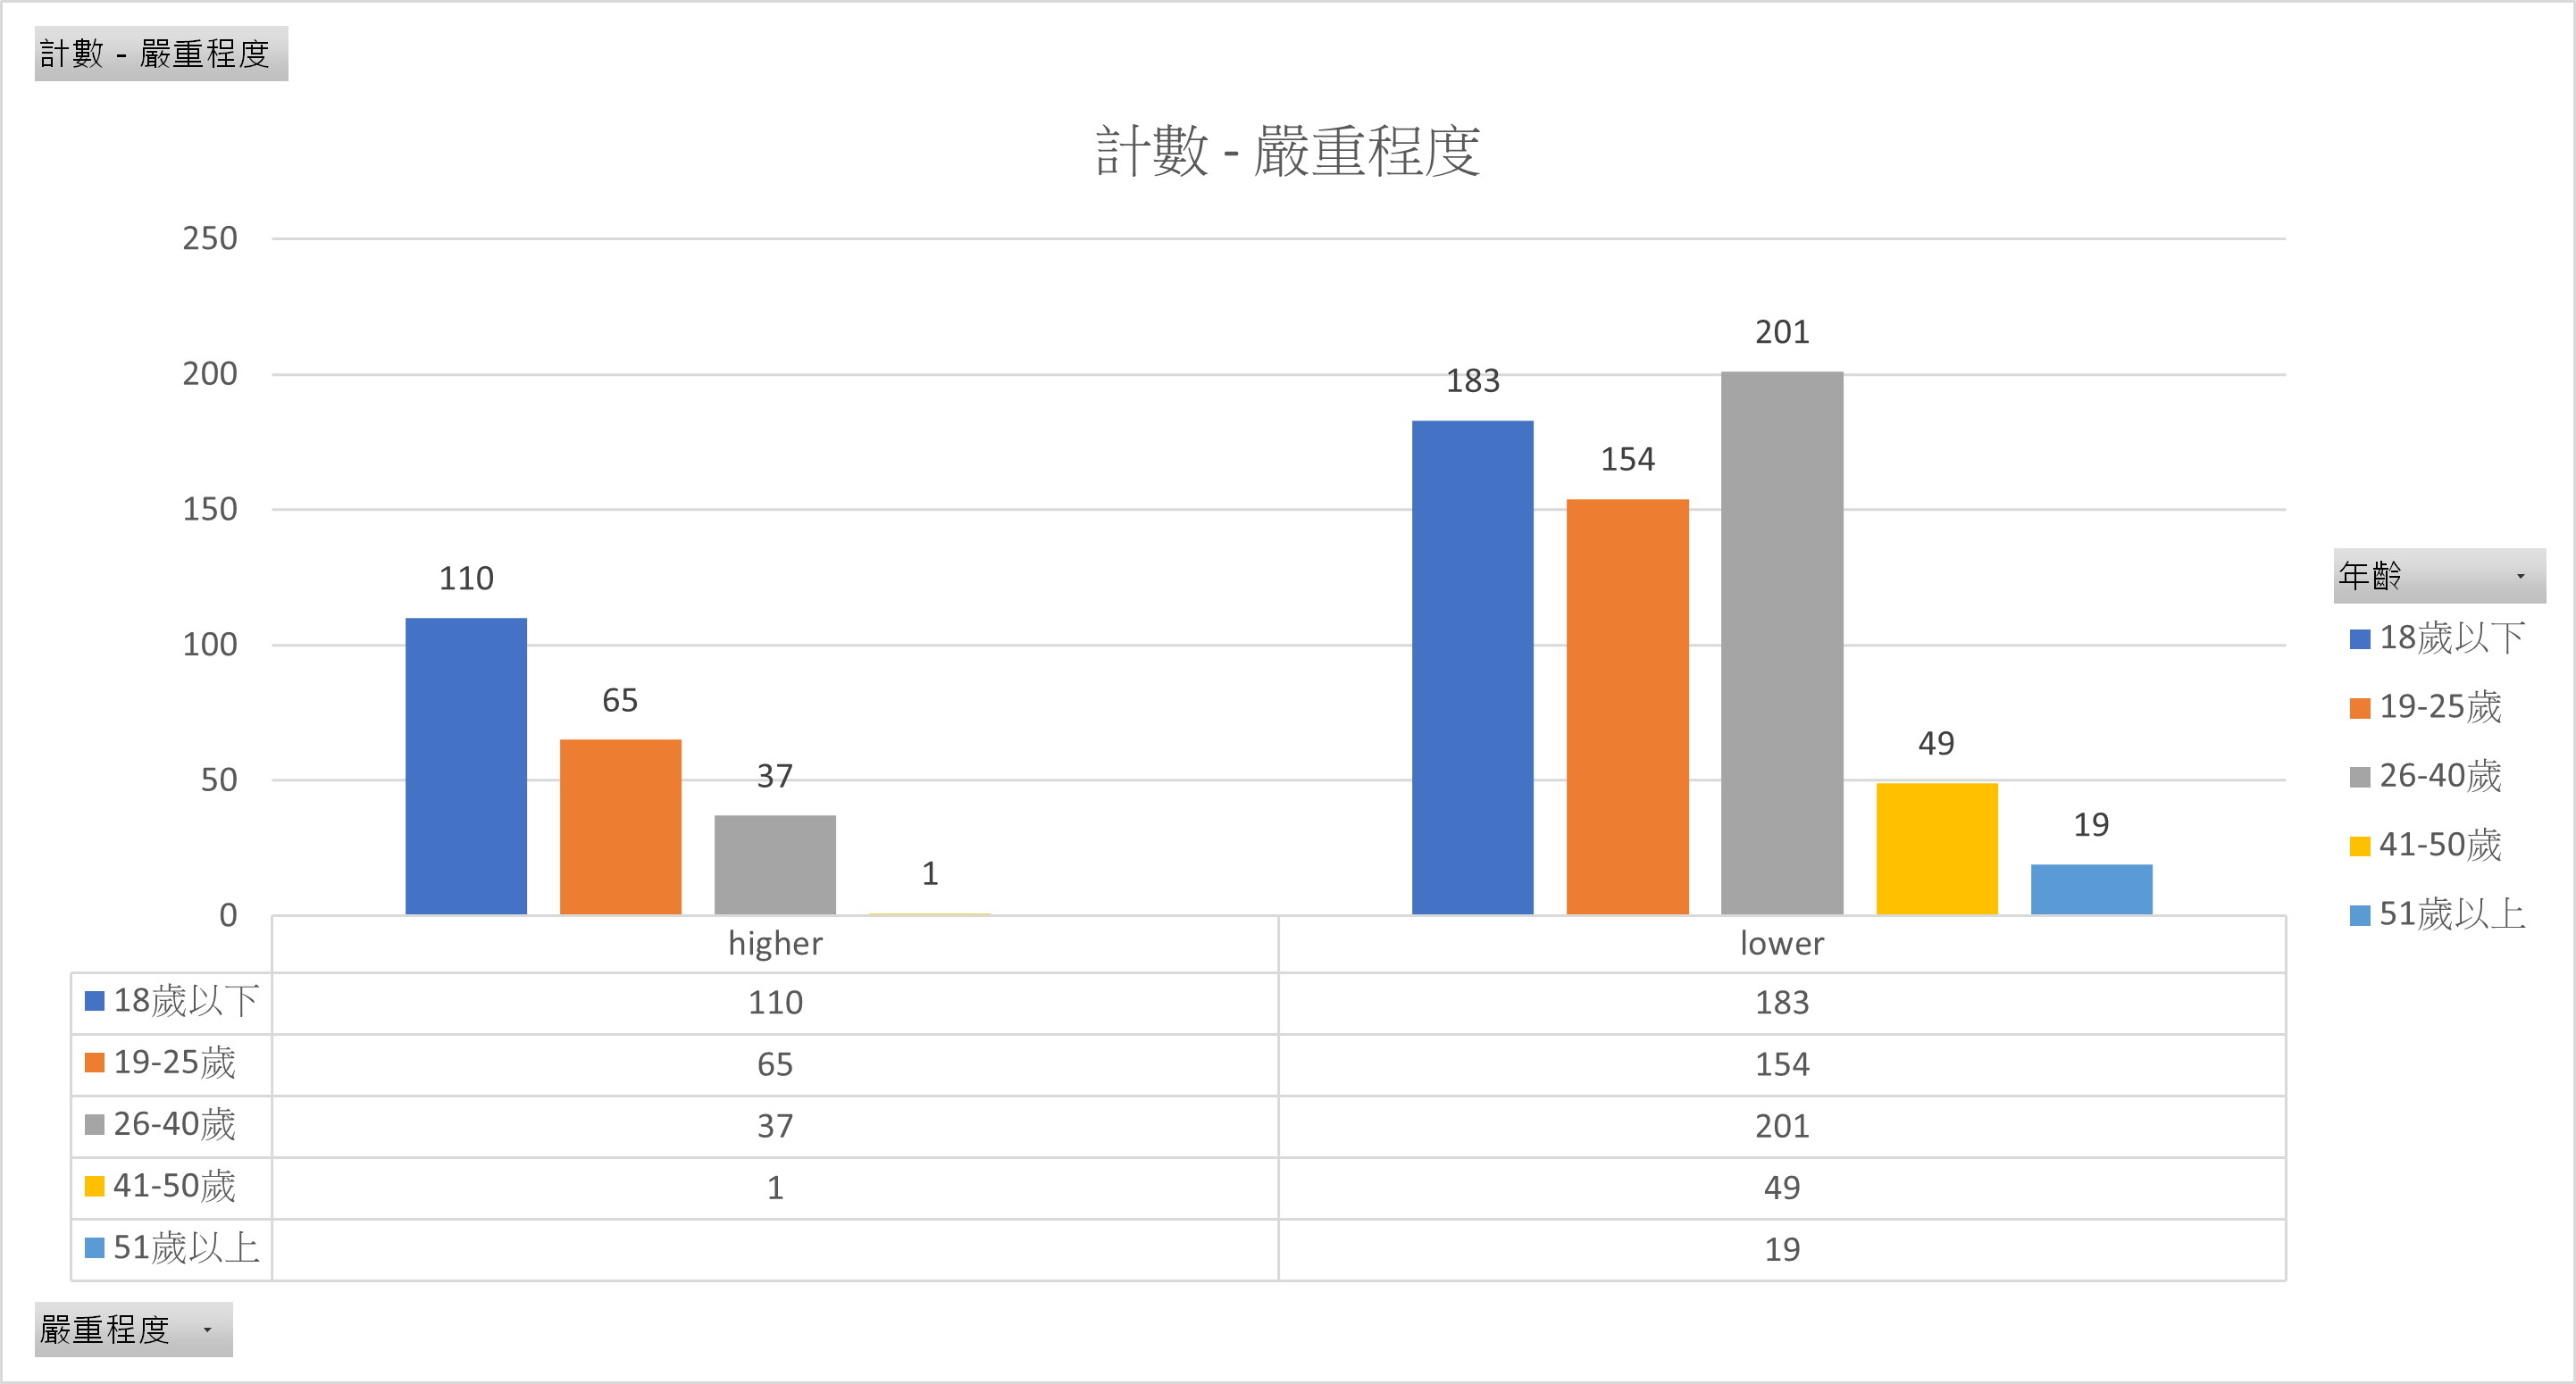 計數 - 嚴重程度
計數 - 嚴重程度
250
200
150
100
50
0
110
65
37
1
183
154
201
49
19
higher lower
18歲以下 110 183
19-25歲 65 154
26-40歲 37 201
41-50歲 1 49
51歲以上 19
年齡
18歲以下
19-25歲
26-40歲
41-50歲
51歲以上
嚴重程度